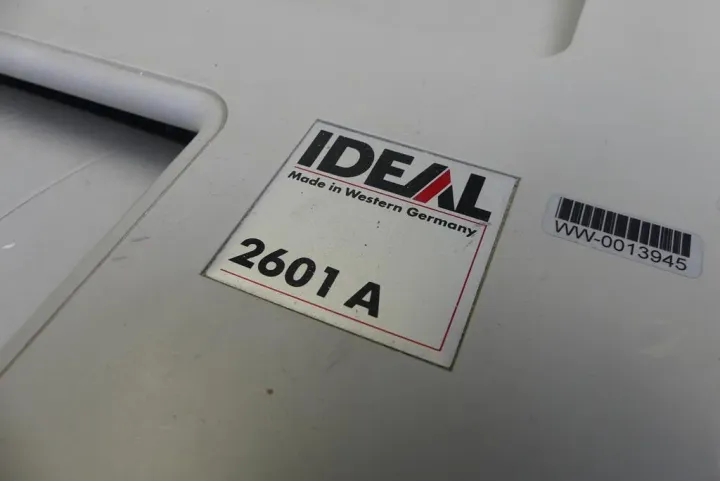 IDEAL
Made in Western Germany
2601 A
WW-0013945